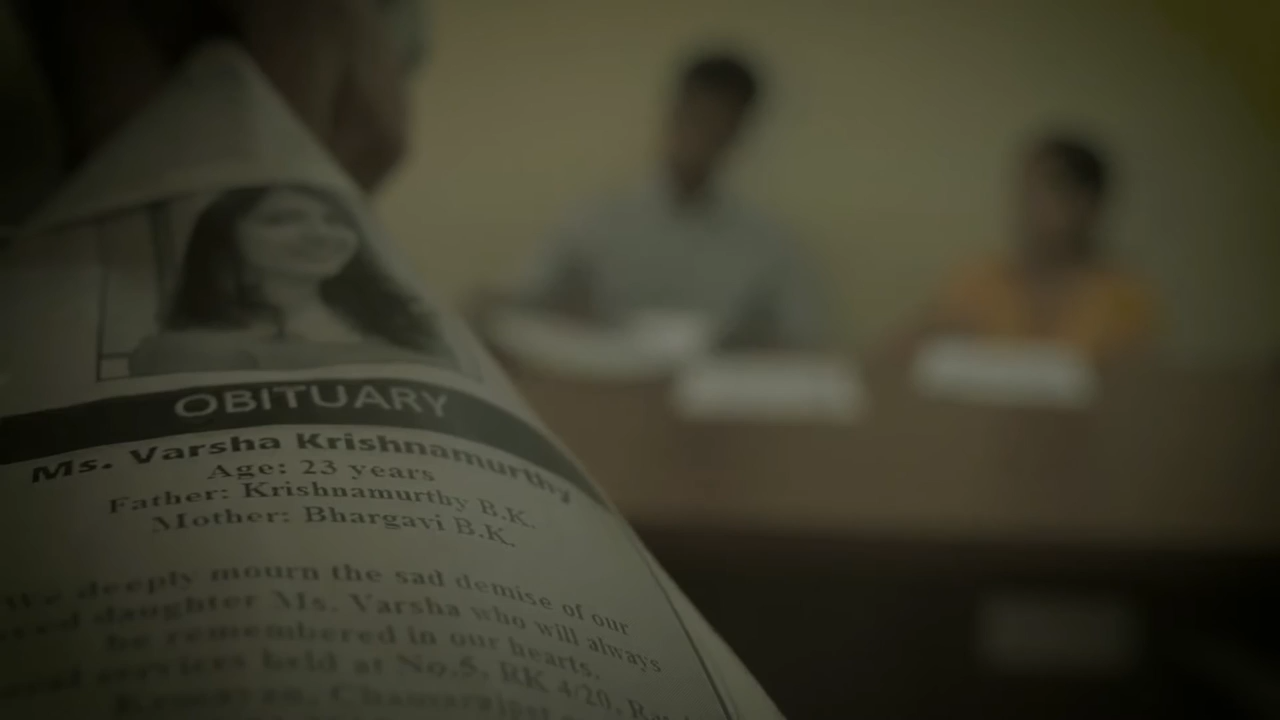 OBITUARY
Ms. Varsha Krishnamurthy
Age: 23 years
Father: Krishnamurthy B.K.
Mother: Bhargavi B.K.
We deeply mourn the sad demise of our
daughter Ms. Varsha who will always
be remembered in our hearts.
services held at No.5, RK 4/20,